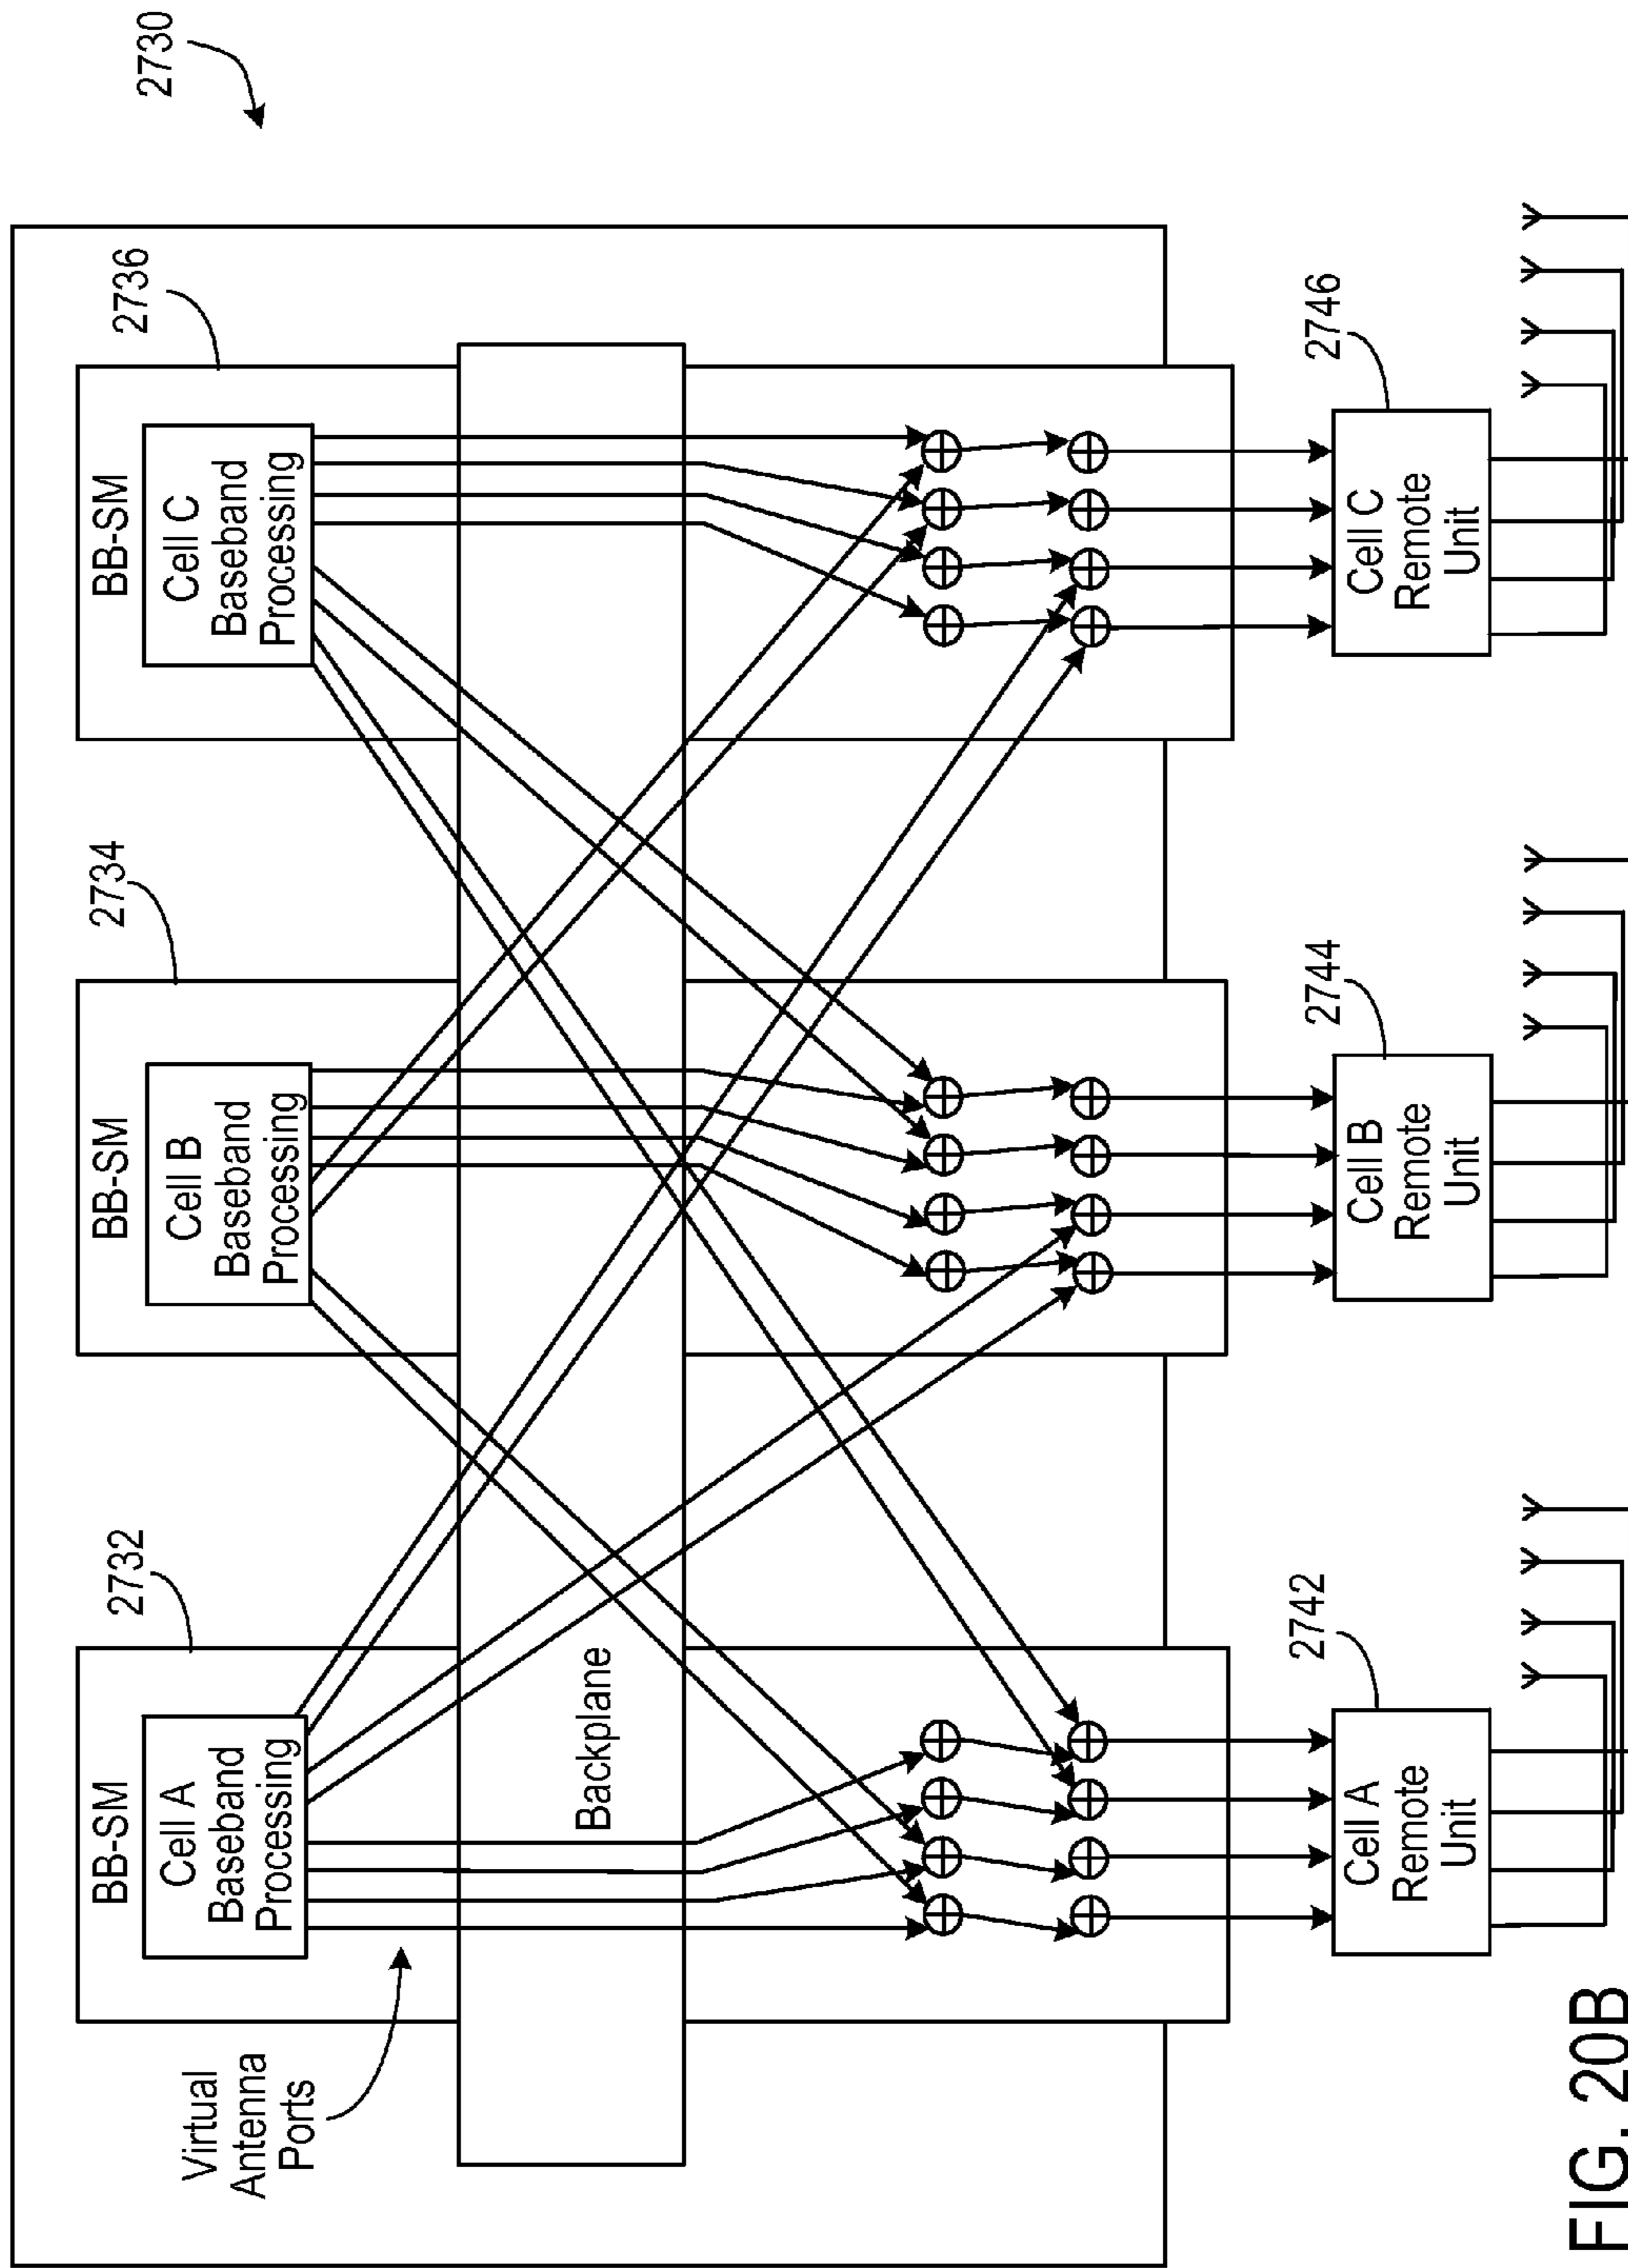 2730
2732
2734
2736
BB-SM
Cell A
Baseband
Processing
BB-SM
Cell B
Baseband
Processing
BB-SM
Cell C
Baseband
Processing
Virtual
Antenna
Ports
Backplane
2742
2744
2746
Cell A
Remote
Unit
Cell B
Remote
Unit
Cell C
Remote
Unit
FIG. 20B